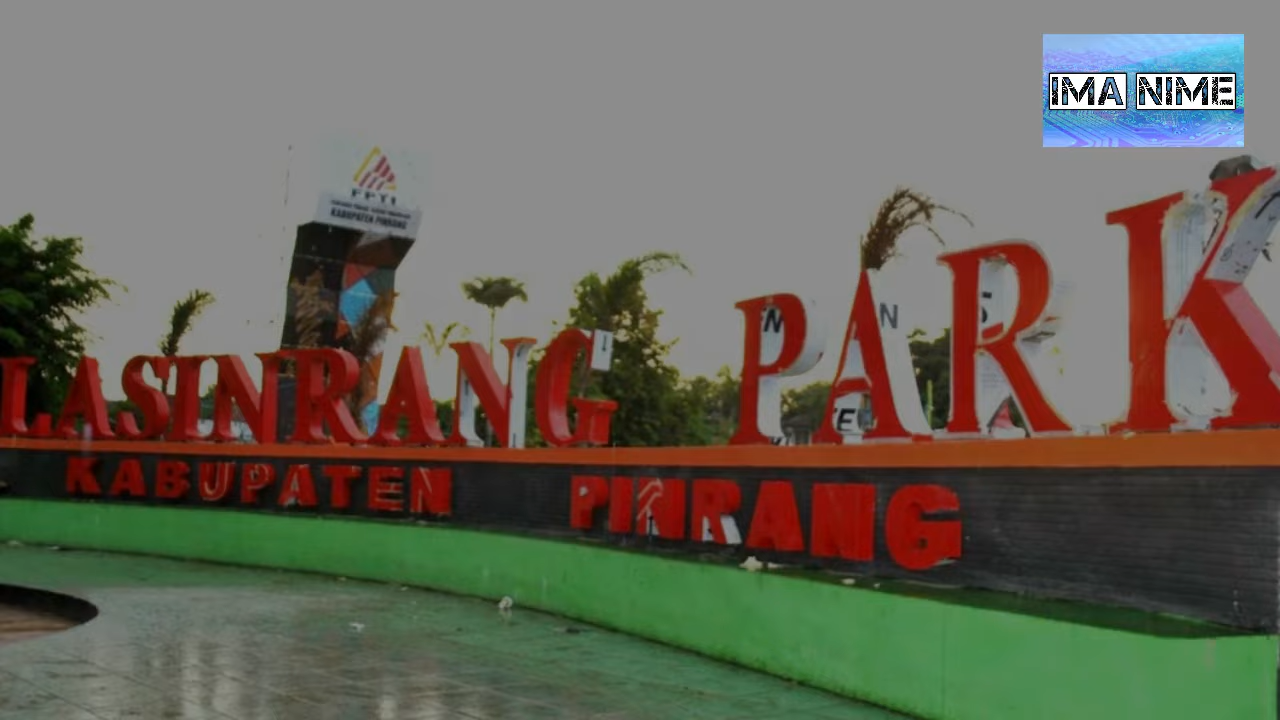 IMA NIME
FPTI
KABUPATEN PINRANG
LASINRANG PARK
KABUPATEN PINRANG